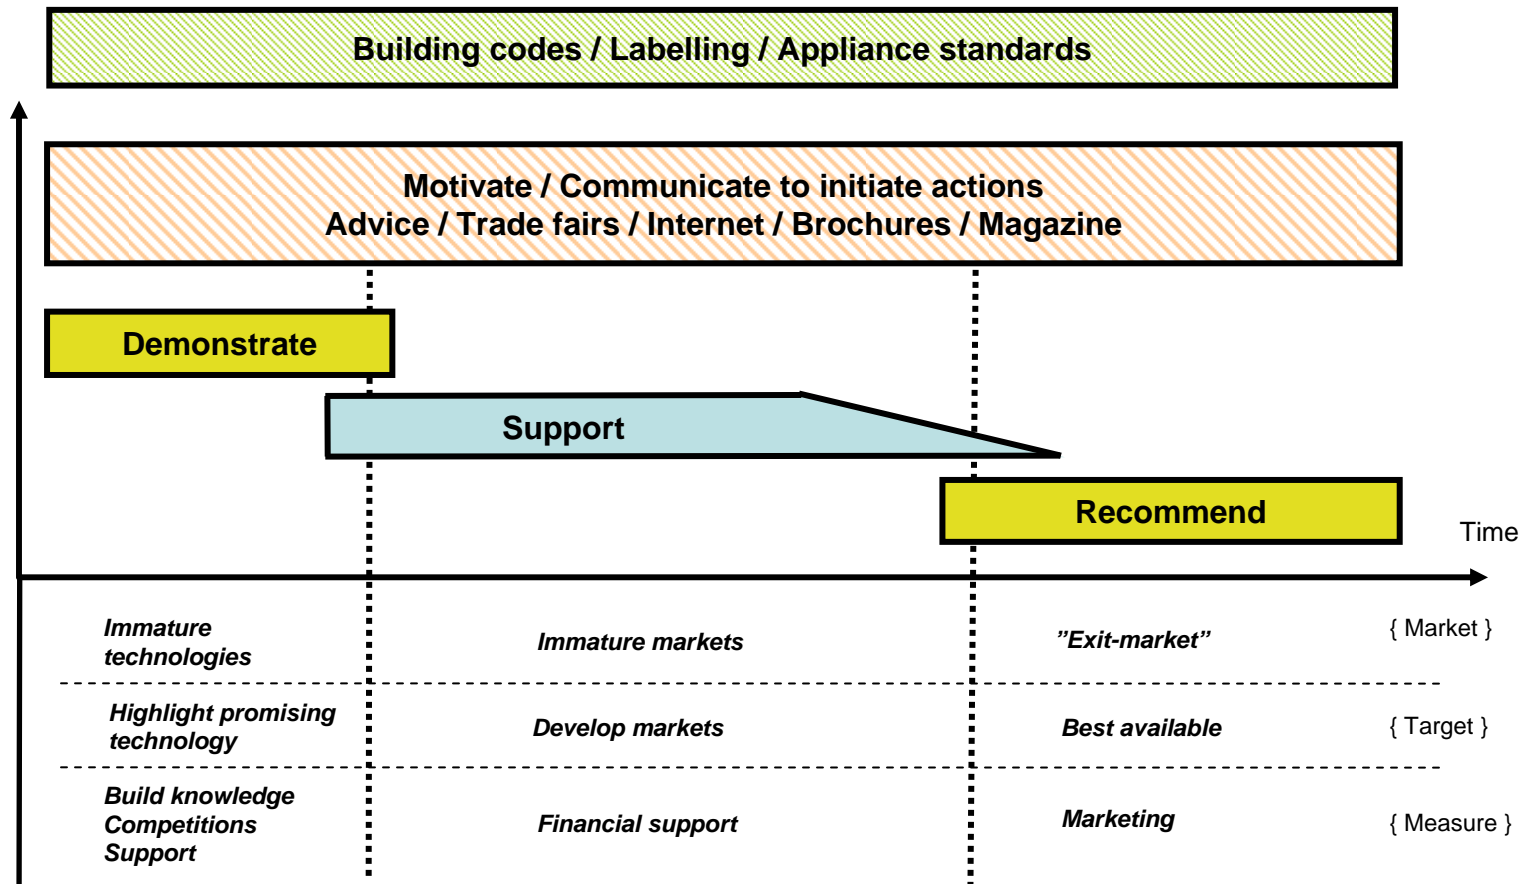 Building codes / Labelling / Appliance standards
Motivate / Communicate to initiate actions
Advice / Trade fairs / Internet / Brochures / Magazine
Demonstrate
Support
Recommend
Time
Immature
technologies
Immature markets
”Exit-market”
{ Market }
Highlight promising
technology
Develop markets
Best available
{ Target }
Build knowledge
Competitions
Support
Financial support
Marketing
{ Measure }